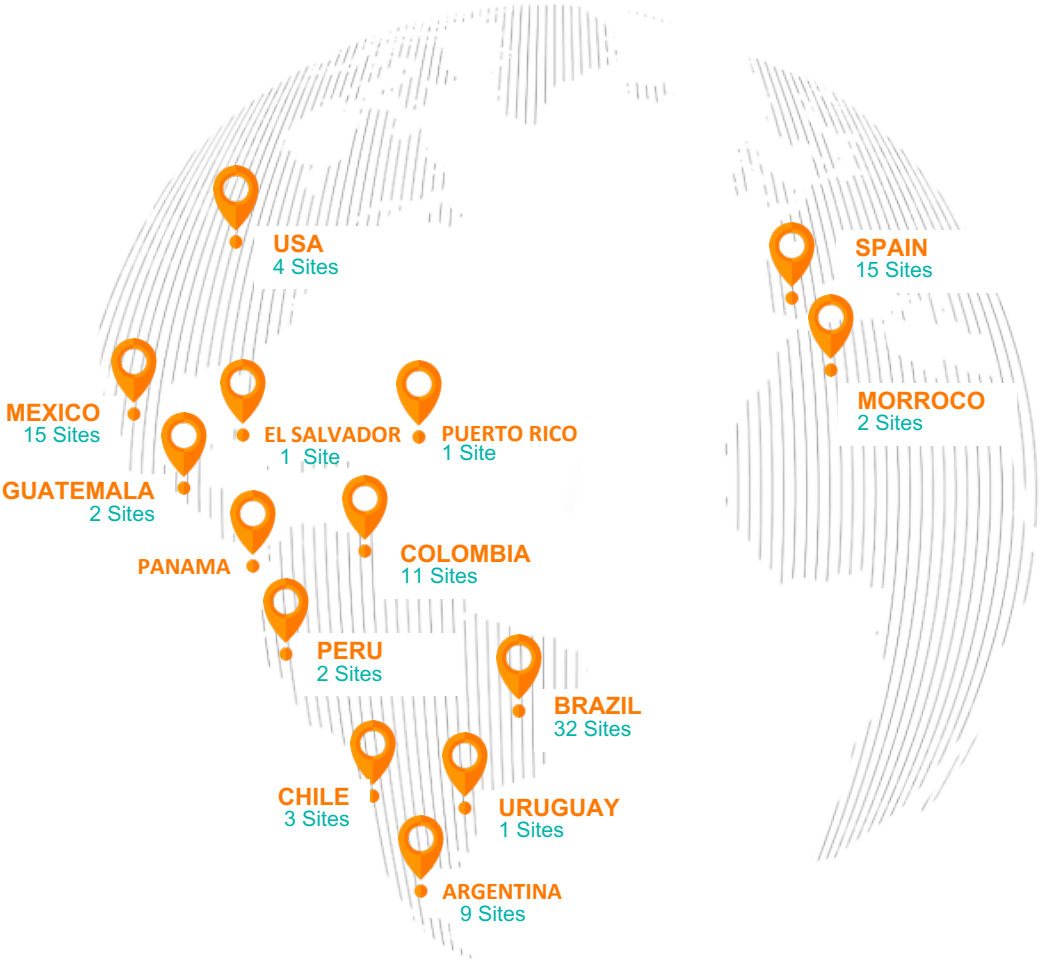 USA
4 Sites
SPAIN
15 Sites
MEXICO
15 Sites
EL SALVADOR
1 Site
PUERTO RICO
1 Site
MORROCO
2 Sites
GUATEMALA
2 Sites
PANAMA
COLOMBIA
11 Sites
PERU
2 Sites
BRAZIL
32 Sites
CHILE
3 Sites
URUGUAY
1 Sites
ARGENTINA
9 Sites